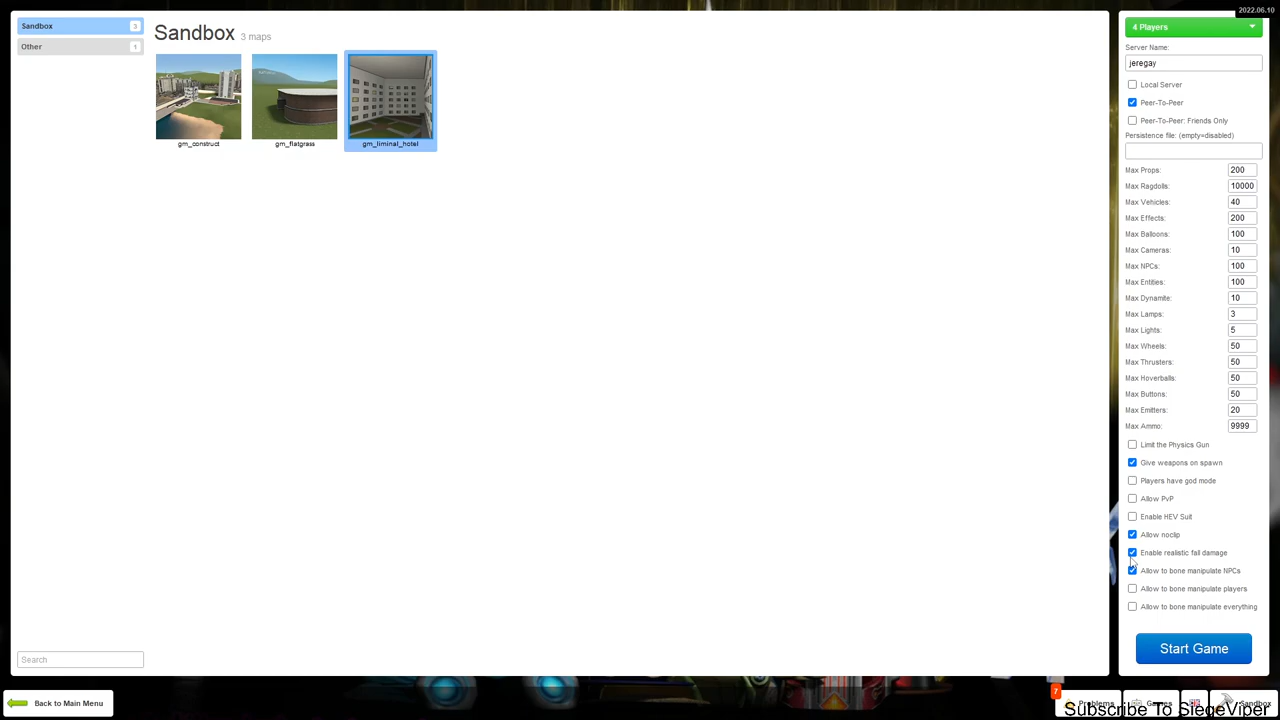 2022.06.10
Sandbox 3
Other 1
Sandbox 3 maps
gm_construct
gm_flatgrass
gm_liminal_hotel
Search
4 Players
Server Name:
jeregay
Local Server
Peer-To-Peer
Peer-To-Peer: Friends Only
Persistence file: (empty=disabled)
Max Props: 200
Max Ragdolls: 10000
Max Vehicles: 40
Max Effects: 200
Max Balloons: 100
Max Cameras: 10
Max NPCs: 100
Max Entities: 100
Max Dynamite: 10
Max Lamps: 3
Max Lights: 5
Max Wheels: 50
Max Thrusters: 50
Max Hoverballs: 50
Max Buttons: 50
Max Emitters: 20
Max Ammo: 9999
Limit the Physics Gun
Give weapons on spawn
Players have god mode
Allow PvP
Enable HEV Suit
Allow noclip
Enable realistic fall damage
Allow to bone manipulate NPCs
Allow to bone manipulate players
Allow to bone manipulate everything
Start Game
Back to Main Menu
7 Problems Games Sandbox
Subscribe To SiegeViper